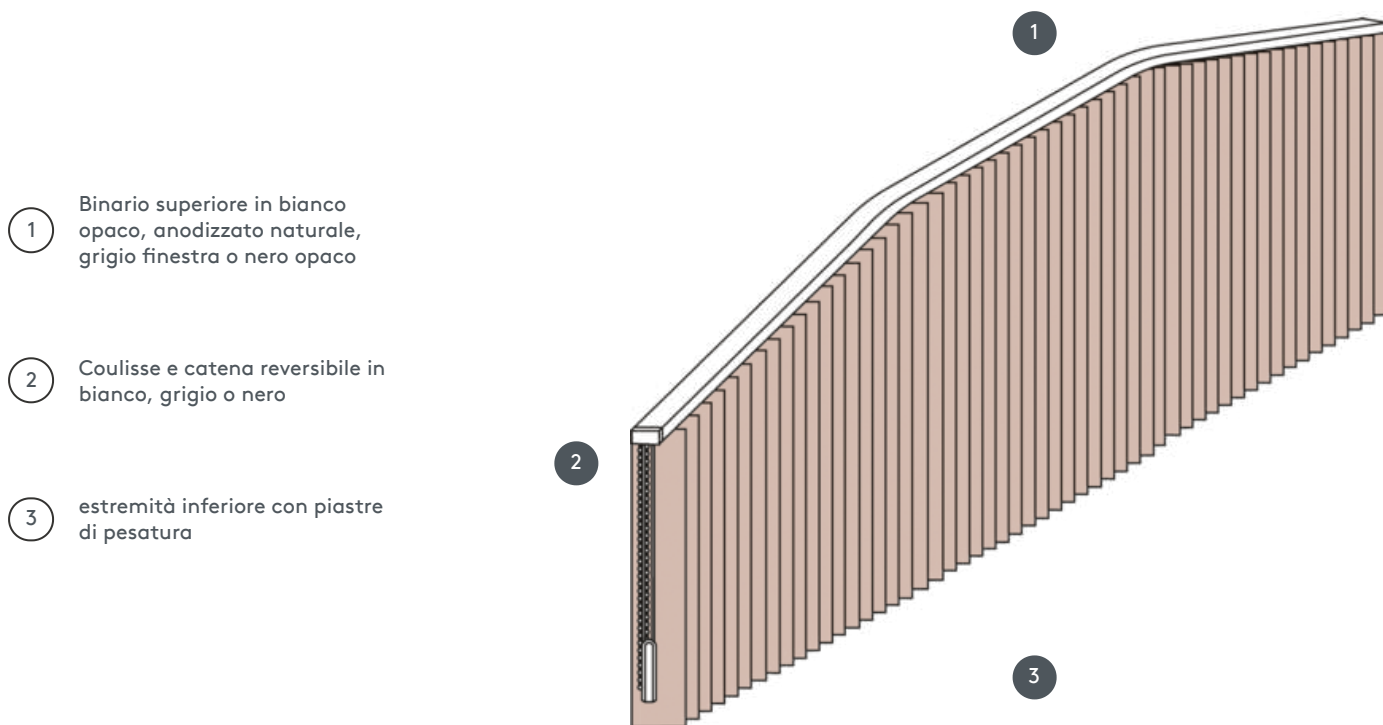 1
Binario superiore in bianco
opaco, anodizzato naturale,
grigio finestra o nero opaco
2
Coulisse e catena reversibile in
bianco, grigio o nero
3
estremità inferiore con piastre
di pesatura
1
2
3